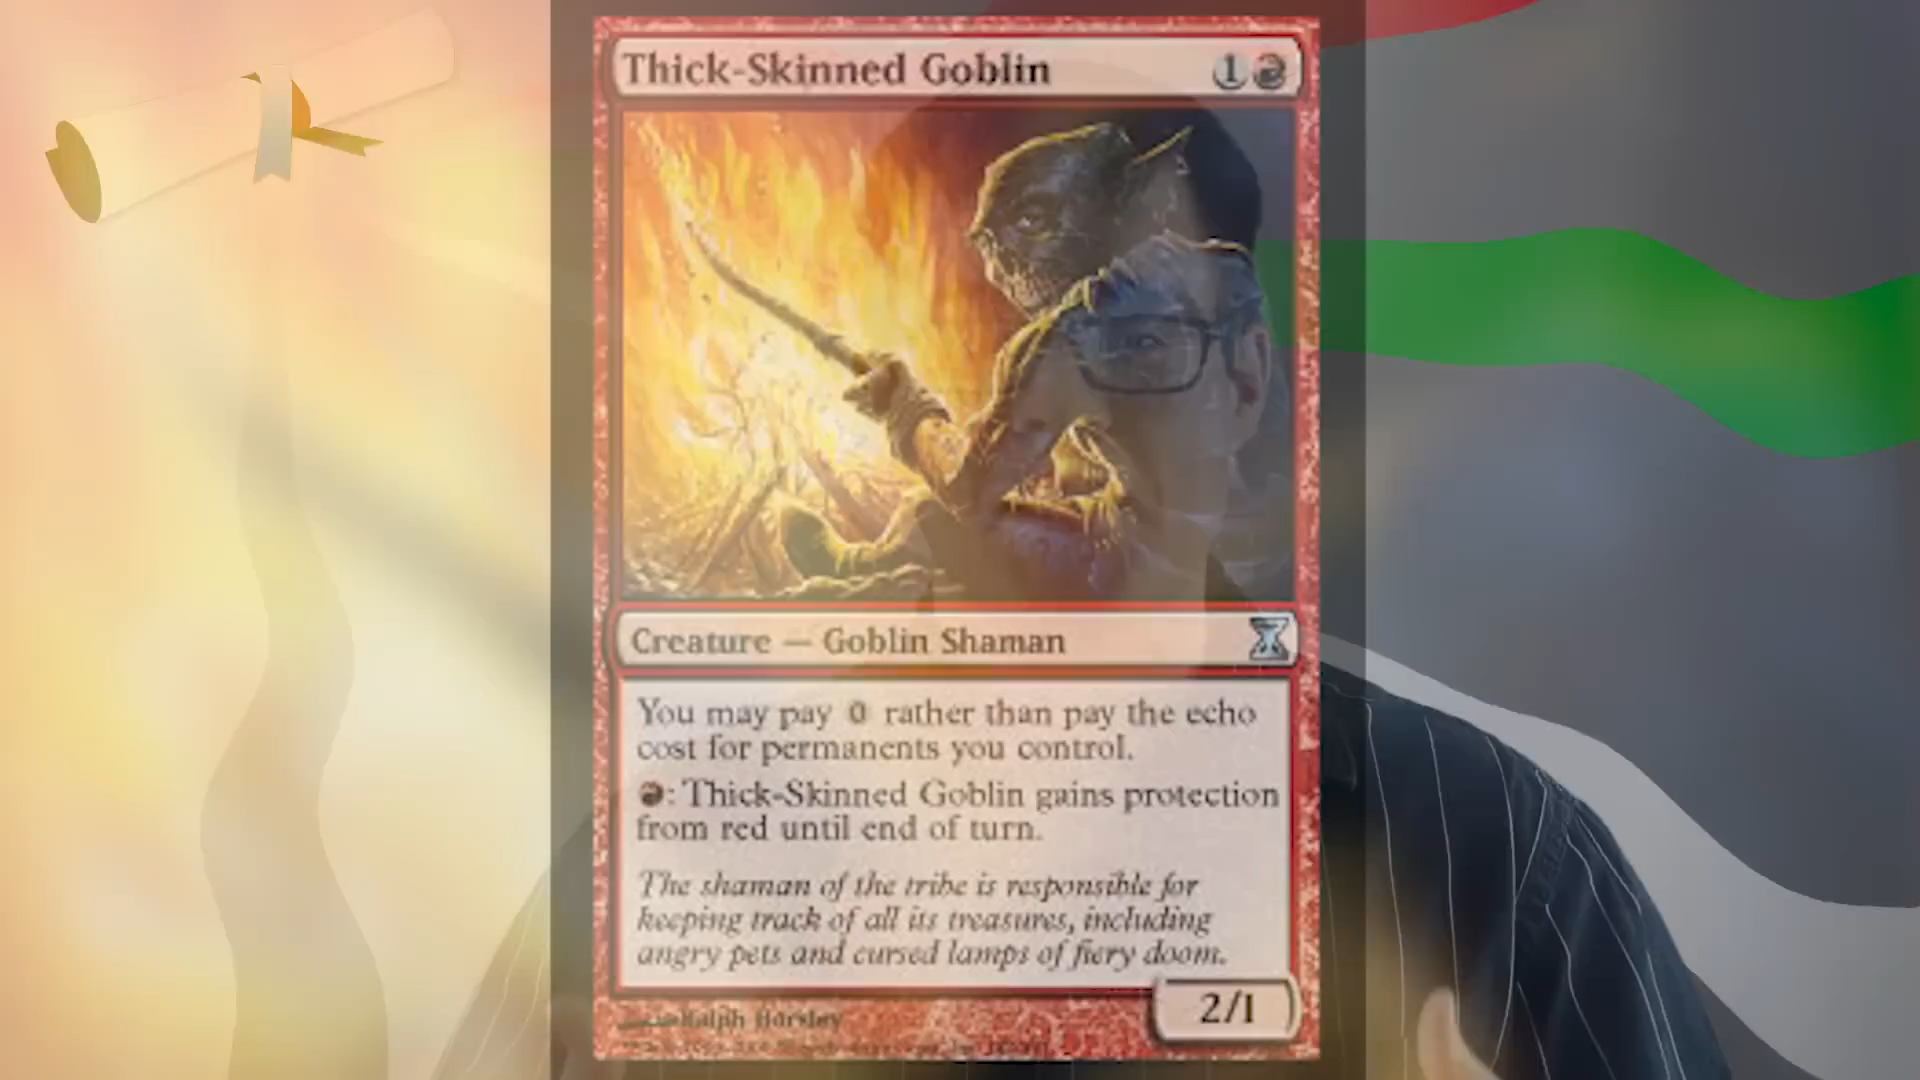 Thick-Skinned Goblin 1
Creature — Goblin Shaman
You may pay 0 rather than pay the echo
cost for permanents you control.
: Thick-Skinned Goblin gains protection
from red until end of turn.
The shaman of the tribe is responsible for
keeping track of all its treasures, including
angry pets and cursed lamps of fiery doom.
2/1
Ralph Horsley